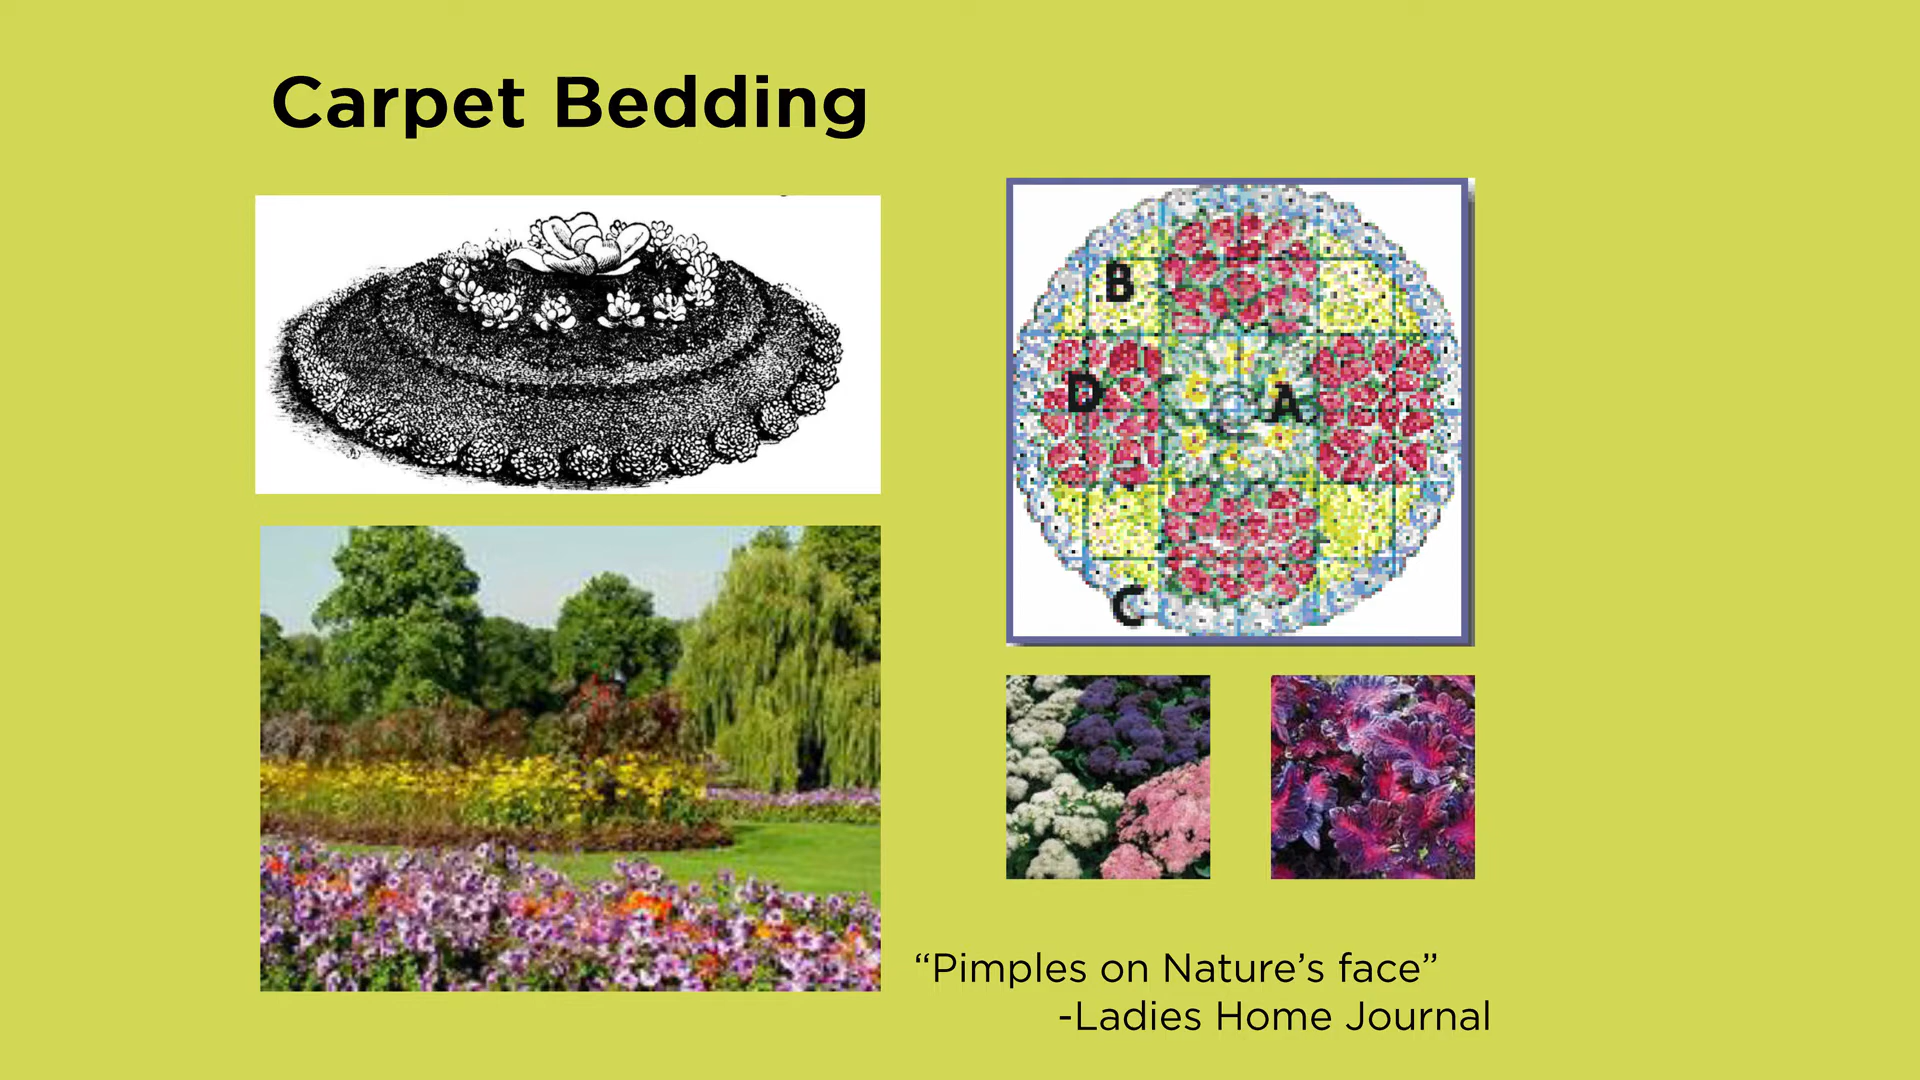 Carpet Bedding
B
D
A
C
“Pimples on Nature’s face”
-Ladies Home Journal